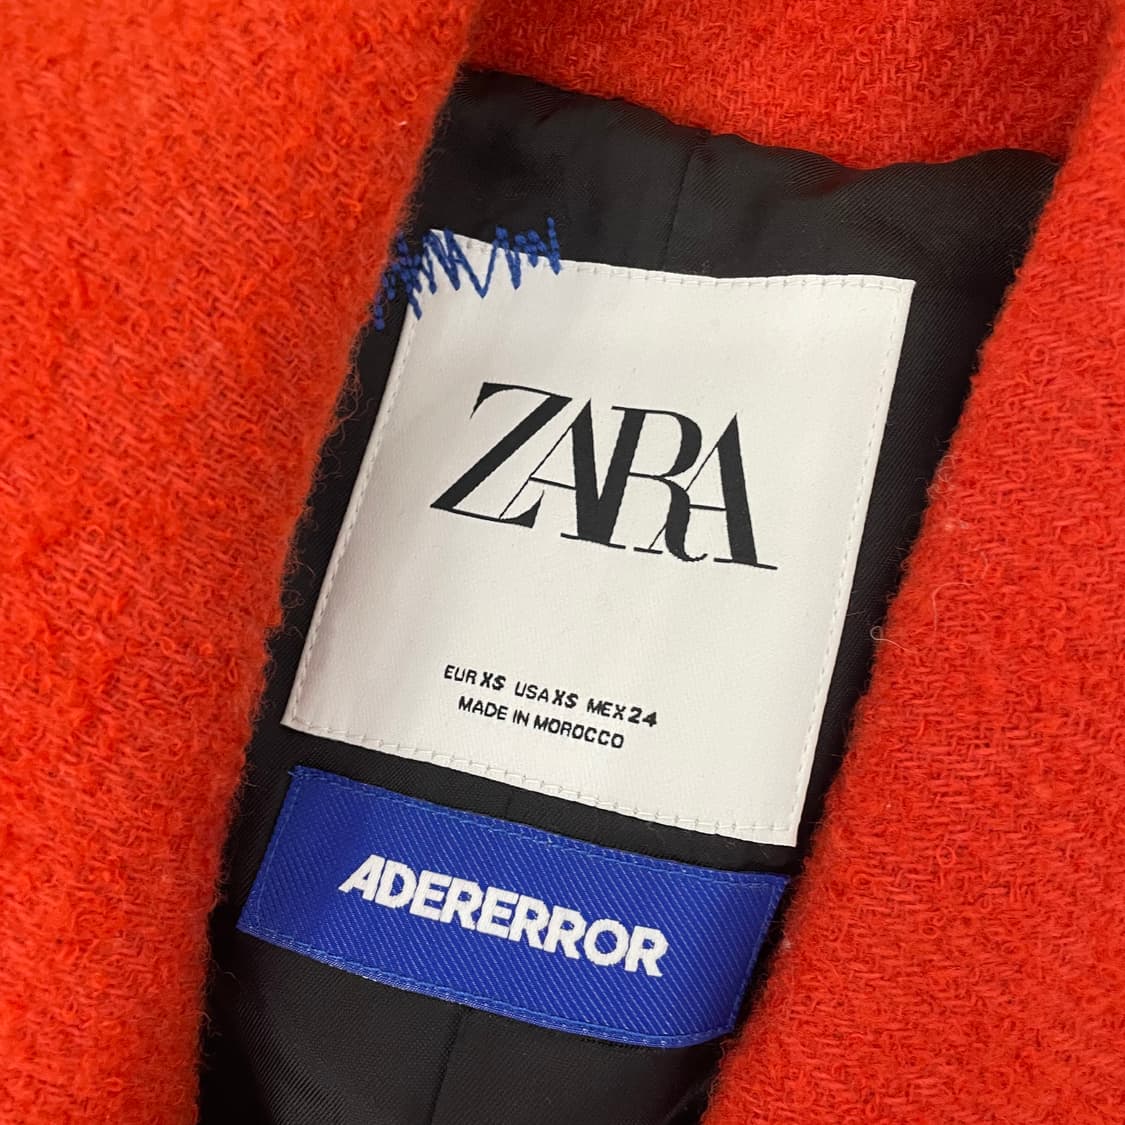 ZARA
EUR XS USA XS MEX 24
MADE IN MOROCCO
ADERERROR